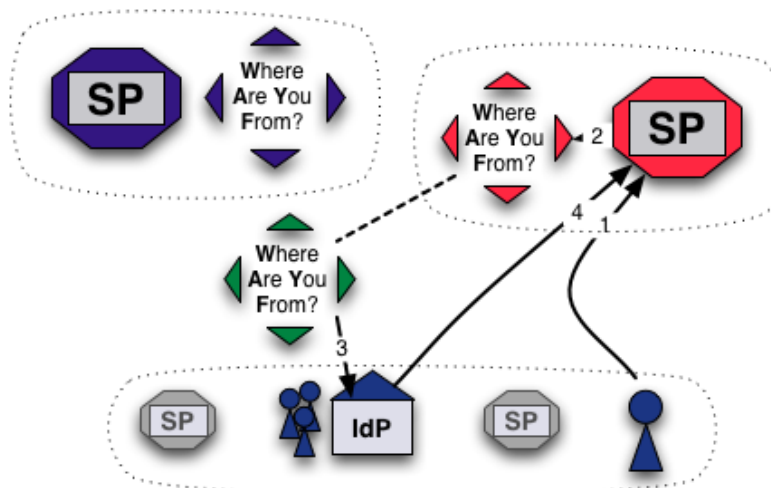 SP
Where
Are You
From?
Where
Are You
From?
2
SP
4
1
Where
Are You
From?
3
SP
IdP
SP